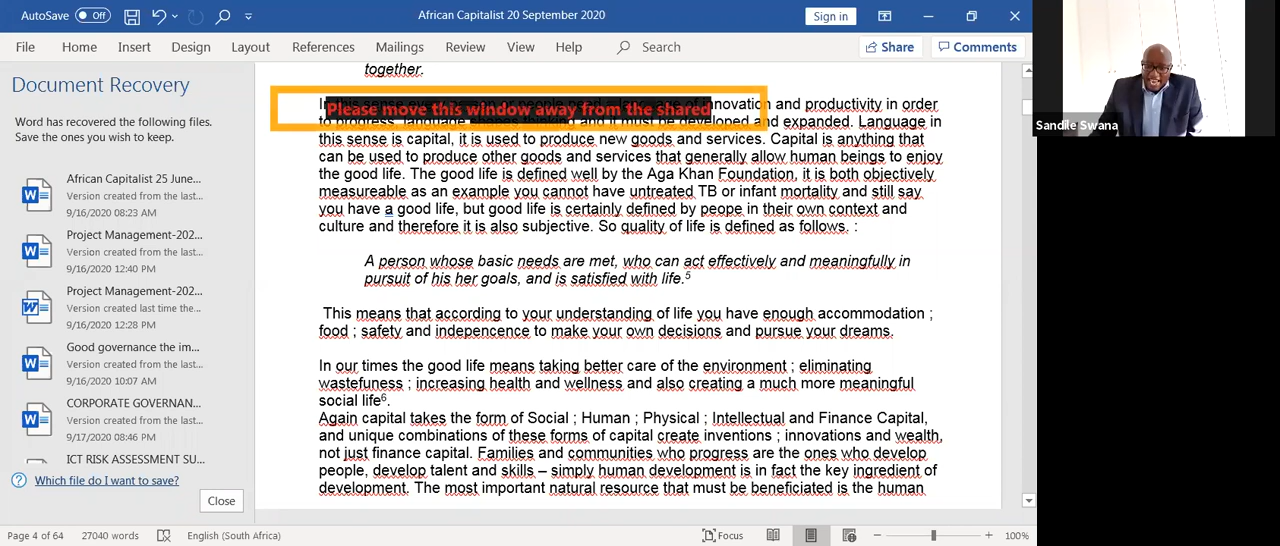 AutoSave Off
African Capitalist 20 September 2020
Sign in
File Home Insert Design Layout References Mailings Review View Help Search Share Comments
Document Recovery
Word has recovered the following files.
Save the ones you wish to keep.
African Capitalist 25 June...
Version created from the last...
9/16/2020 08:23 AM
Project Management-202...
Version created from the last...
9/16/2020 12:40 PM
Project Management-202...
Version created last time the...
9/16/2020 12:28 PM
Good governance the im...
Version created from the last...
9/16/2020 10:07 AM
CORPORATE GOVERNAN...
Version created from the last...
9/17/2020 08:46 PM
ICT RISK ASSESSMENT SU...
Which file do I want to save?
Close
together.
Please move this window away from the shared
innovation and productivity in order
and expanded. Language in
this sense is capital, it is used to produce new goods and services. Capital is anything that
can be used to produce other goods and services that generally allow human beings to enjoy
the good life. The good life is defined well by the Aga Khan Foundation, it is both objectively
measureable as an example you cannot have untreated TB or infant mortality and still say
you have a good life, but good life is certainly defined by peope in their own context and
culture and therefore it is also subjective. So quality of life is defined as follows. :
A person whose basic needs are met, who can act effectively and meaningfully in
pursuit of his her goals, and is satisfied with life.5
This means that according to your understanding of life you have enough accommodation ;
food ; safety and indepencence to make your own decisions and pursue your dreams.
In our times the good life means taking better care of the environment ; eliminating
wastefuness ; increasing health and wellness and also creating a much more meaningful
social life6.
Again capital takes the form of Social ; Human ; Physical ; Intellectual and Finance Capital,
and unique combinations of these forms of capital create inventions ; innovations and wealth,
not just finance capital. Families and communities who progress are the ones who develop
people, develop talent and skills – simply human development is in fact the key ingredient of
development. The most important natural resource that must be beneficiated is the human
Page 4 of 64 27040 words English (South Africa) Focus 100%
Sandile Swana